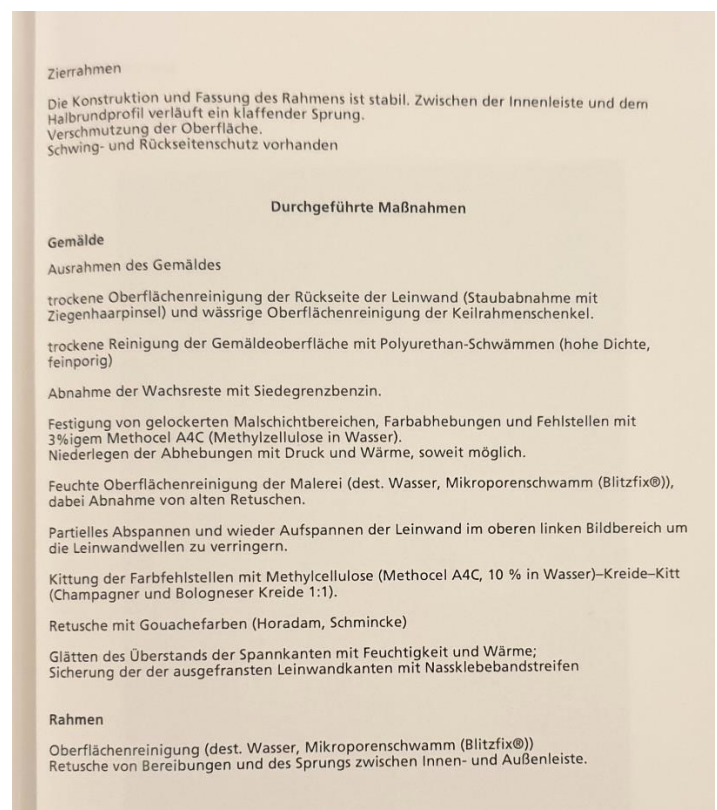 Zierrahmen
Die Konstruktion und Fassung des Rahmens ist stabil. Zwischen der Innenleiste und dem
Halbrundprofil verläuft ein klaffender Sprung.
Verschmutzung der Oberfläche.
Schwing- und Rückseitenschutz vorhanden
Durchgeführte Maßnahmen
Gemälde
Ausrahmen des Gemäldes
trockene Oberflächenreinigung der Rückseite der Leinwand (Staubabnahme mit
Ziegenhaarpinsel) und wässrige Oberflächenreinigung der Keilrahmenschenkel.
trockene Reinigung der Gemäldeoberfläche mit Polyurethan-Schwämmen (hohe Dichte,
feinporig)
Abnahme der Wachsreste mit Siedegrenzbenzin.
Festigung von gelockerten Malschichtbereichen, Farbabhebungen und Fehlstellen mit
3%igem Methocel A4C (Methylzellulose in Wasser).
Niederlegen der Abhebungen mit Druck und Wärme, soweit möglich.
Feuchte Oberflächenreinigung der Malerei (dest. Wasser, Mikroporenschwamm (Blitzfix®)),
dabei Abnahme von alten Retuschen.
Partielles Abspannen und wieder Aufspannen der Leinwand im oberen linken Bildbereich um
die Leinwandwellen zu verringern.
Kittung der Farbfehlstellen mit Methylcellulose (Methocel A4C, 10 % in Wasser)–Kreide–Kitt
(Champagner und Bologneser Kreide 1:1).
Retusche mit Gouachefarben (Horadam, Schmincke)
Glätten des Überstands der Spannkanten mit Feuchtigkeit und Wärme;
Sicherung der der ausgefransten Leinwandkanten mit Nassklebebandstreifen
Rahmen
Oberflächenreinigung (dest. Wasser, Mikroporenschwamm (Blitzfix®))
Retusche von Bereibungen und des Sprungs zwischen Innen- und Außenleiste.